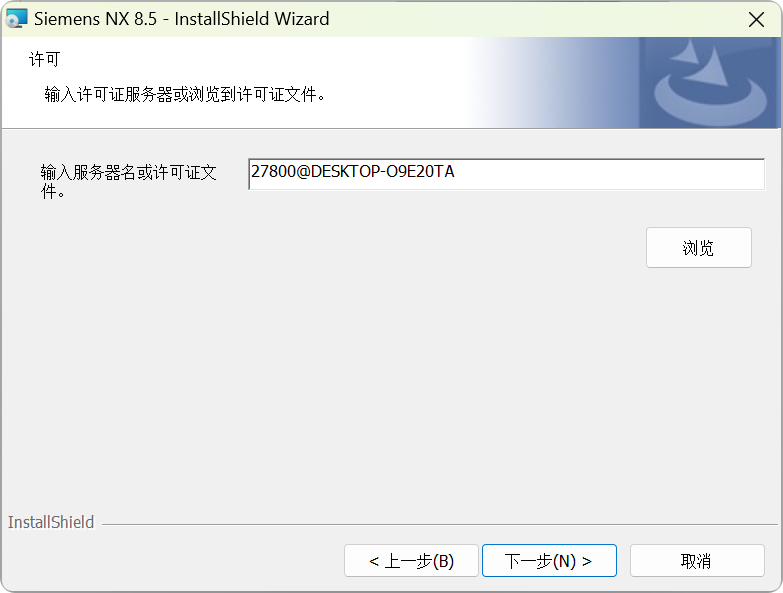 Siemens NX 8.5 - InstallShield Wizard
许可
输入许可证服务器或浏览到许可证文件。
输入服务器名或许可证文
件。
27800@DESKTOP-O9E20TA
浏览
InstallShield
< 上一步(B)
下一步(N) >
取消